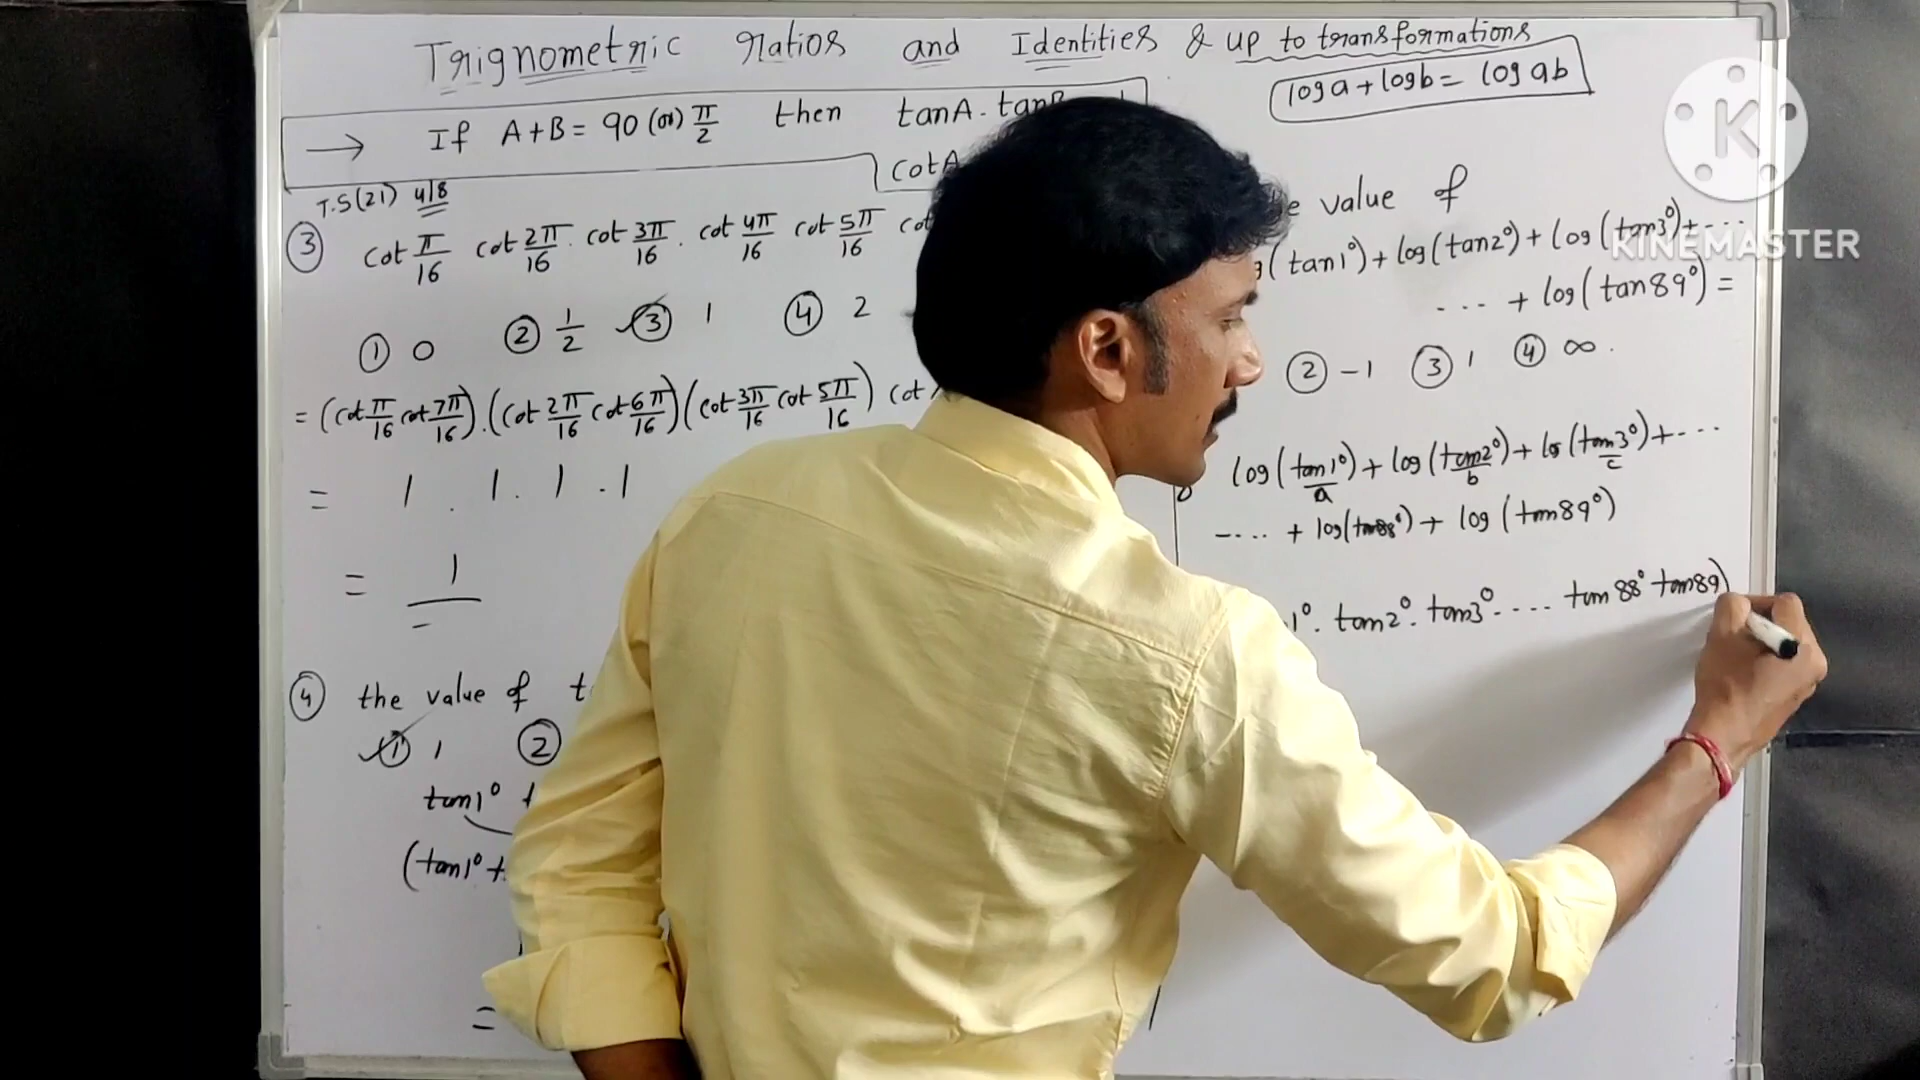 Trignometric ratios and Identities & up to transformations
loga + logb = log ab
→ If A+B = 90 (or) π/2 then tanA . tanB
cotA
T.S(21) 4/8
③ cot π/16 cot 2π/16 . cot 3π/16 . cot 4π/16 cot 5π/16
① 0 ② 1/2 ③ 1 ④ 2
= (cot π/16 cot 7π/16) . (cot 2π/16 cot 6π/16) (cot 3π/16 cot 5π/16) cot
= 1 . 1 . 1 . 1
= 1
④ the value of
① 1 ②
tan1°
(tan1°
=
value of
(tan1°) + log(tan2°) + log(tan3°) + ....
.... + log(tan89°) =
② -1 ③ 1 ④ ∞ .
log(tan1°) + log(tan2°) + log(tan3°) + ....
a b c
.... + log(tan88°) + log(tan89°)
1° . tan2° . tan3° .... tan88° tan89)
K
KINEMASTER